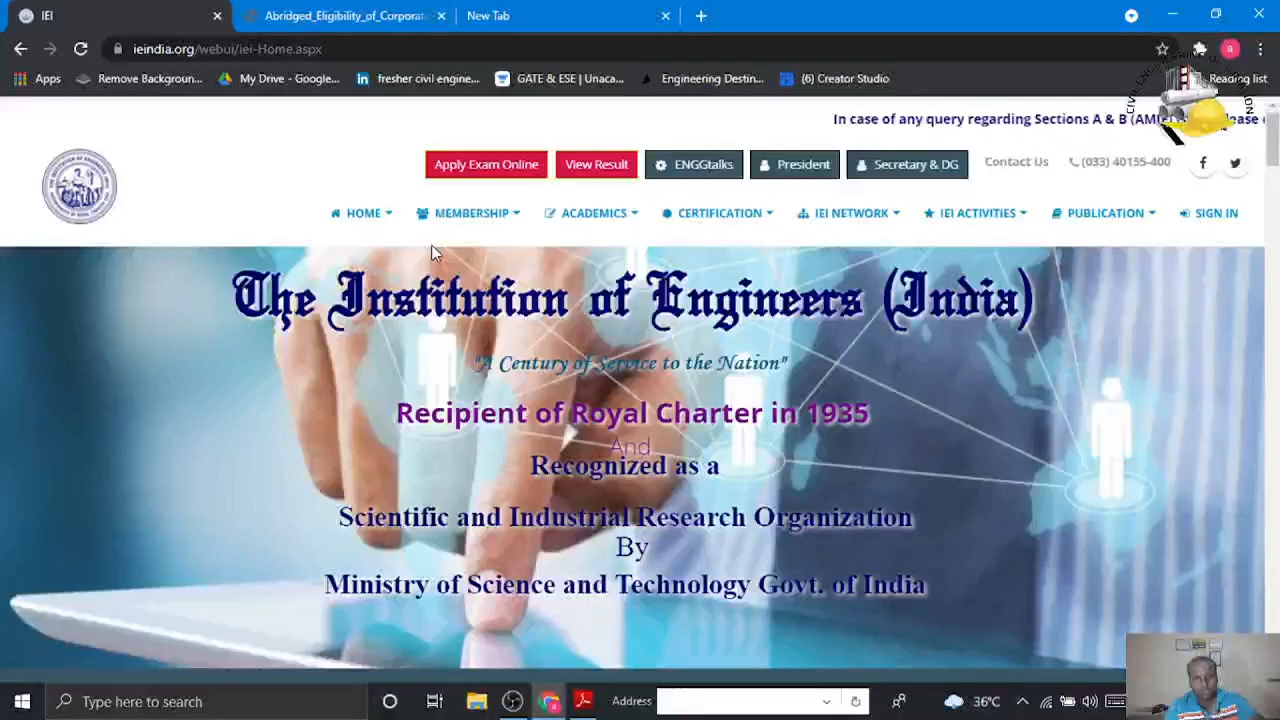 IEI
Abridged_Eligibility_of_Corporat
New Tab
ieindia.org/webui/iei-Home.aspx
Apps
Remove Backgroun...
My Drive - Google...
fresher civil engine...
GATE & ESE | Unaca...
Engineering Destin...
(6) Creator Studio
Reading list
In case of any query regarding Sections A & B (AMIE)
Apply Exam Online
View Result
ENGGtalks
President
Secretary & DG
Contact Us
(033) 40155-400
HOME
MEMBERSHIP
ACADEMICS
CERTIFICATION
IEI NETWORK
IEI ACTIVITIES
PUBLICATION
SIGN IN
The Institution of Engineers (India)
"A Century of Service to the Nation"
Recipient of Royal Charter in 1935
And
Recognized as a
Scientific and Industrial Research Organization
By
Ministry of Science and Technology Govt. of India
Type here to search
Address
36°C